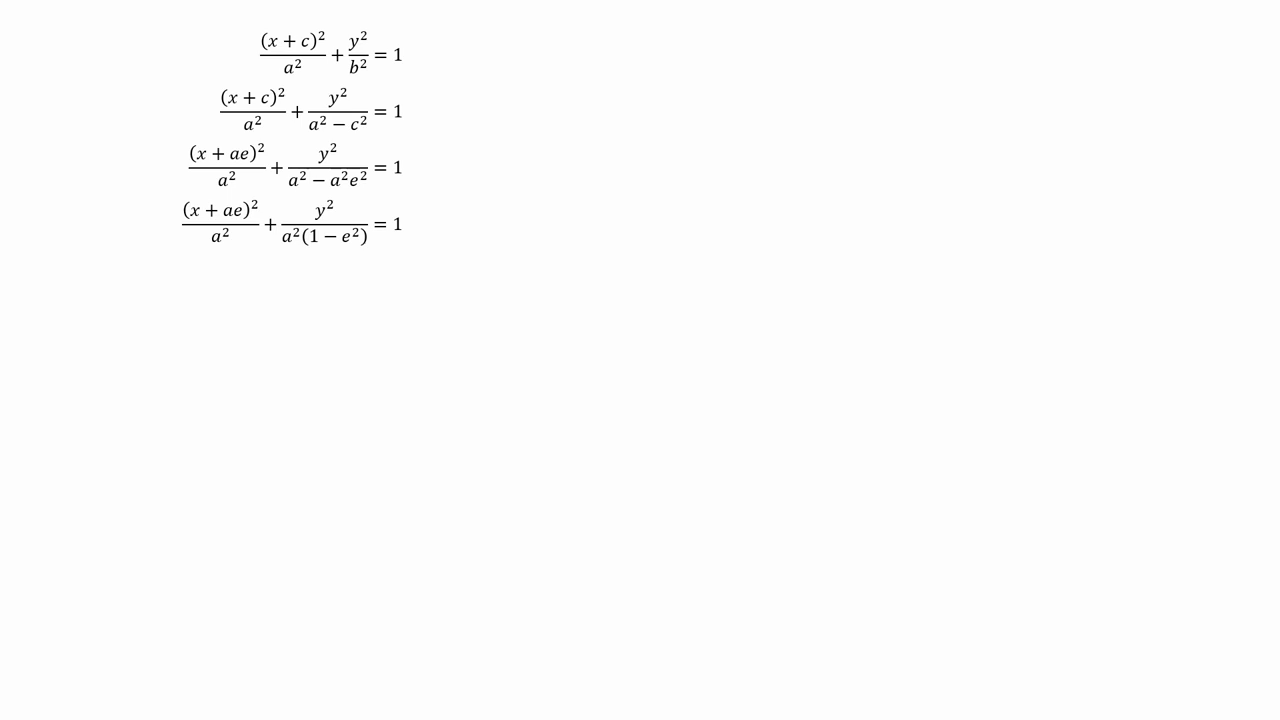 (x + c)²/a² + y²/b² = 1
(x + c)²/a² + y²/(a² − c²) = 1
(x + ae)²/a² + y²/(a² − a²e²) = 1
(x + ae)²/a² + y²/(a²(1 − e²)) = 1